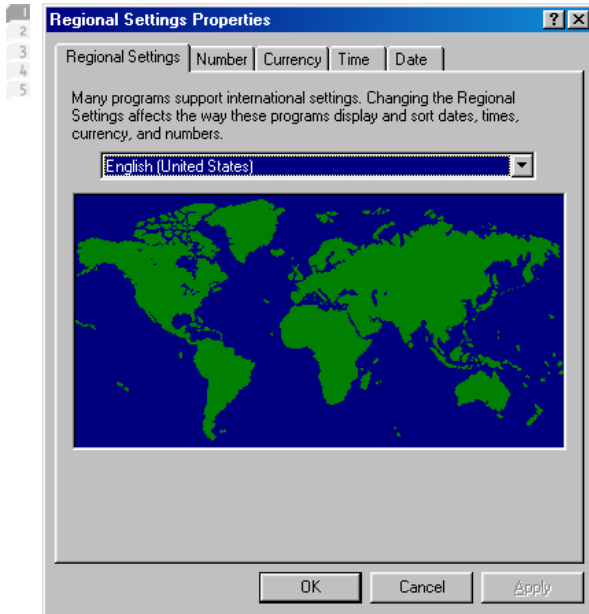 1
2
3
4
5
Regional Settings Properties
? ×
Regional Settings Number Currency Time Date
Many programs support international settings. Changing the Regional
Settings affects the way these programs display and sort dates, times,
currency, and numbers.
English (United States)
OK Cancel Apply